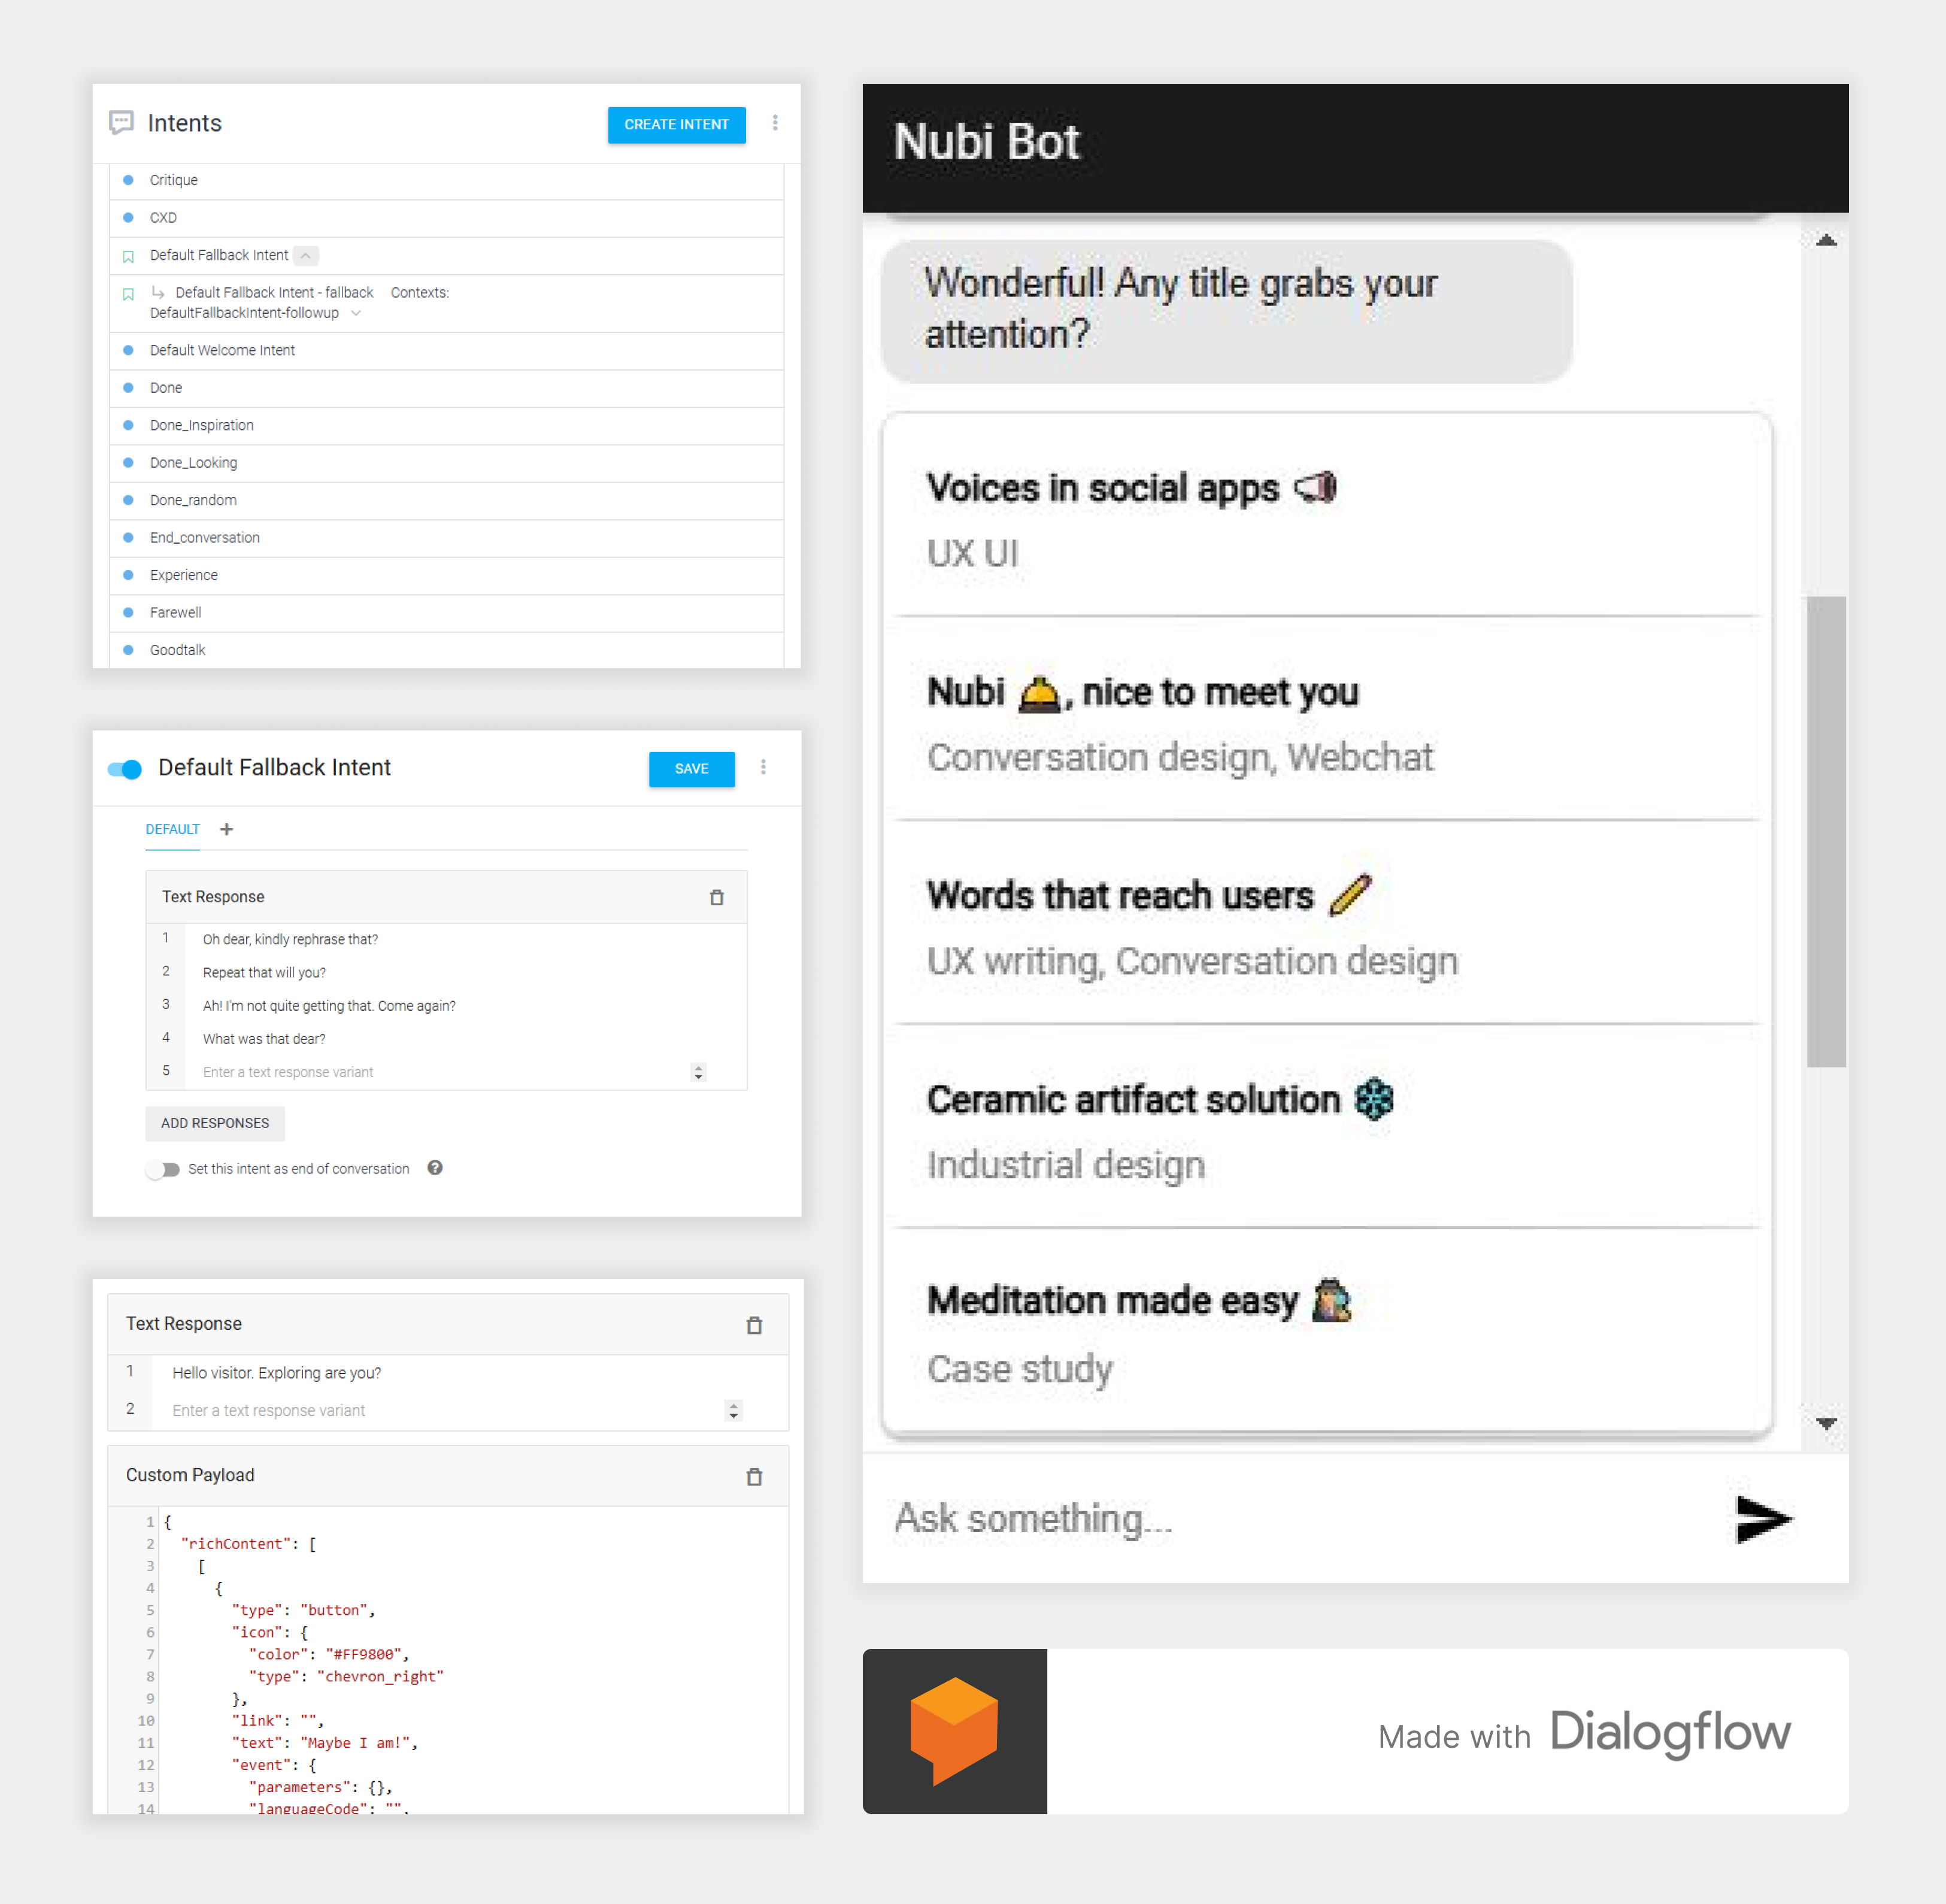 Intents
CREATE INTENT
Critique
CXD
Default Fallback Intent
Default Fallback Intent - fallback Contexts:
DefaultFallbackIntent-followup
Default Welcome Intent
Done
Done_Inspiration
Done_Looking
Done_random
End_conversation
Experience
Farewell
Goodtalk
Default Fallback Intent
SAVE
DEFAULT +
Text Response
1 Oh dear, kindly rephrase that?
2 Repeat that will you?
3 Ah! I'm not quite getting that. Come again?
4 What was that dear?
5 Enter a text response variant
ADD RESPONSES
Set this intent as end of conversation ?
Text Response
1 Hello visitor. Exploring are you?
2 Enter a text response variant
Custom Payload
1 {
2 "richContent": [
3 [
4 {
5 "type": "button",
6 "icon": {
7 "color": "#FF9800",
8 "type": "chevron_right"
9 },
10 "link": "",
11 "text": "Maybe I am!",
12 "event": {
13 "parameters": {},
14 "languageCode": "",
Nubi Bot
Wonderful! Any title grabs your
attention?
Voices in social apps
UX UI
Nubi , nice to meet you
Conversation design, Webchat
Words that reach users
UX writing, Conversation design
Ceramic artifact solution
Industrial design
Meditation made easy
Case study
Ask something...
Made with Dialogflow